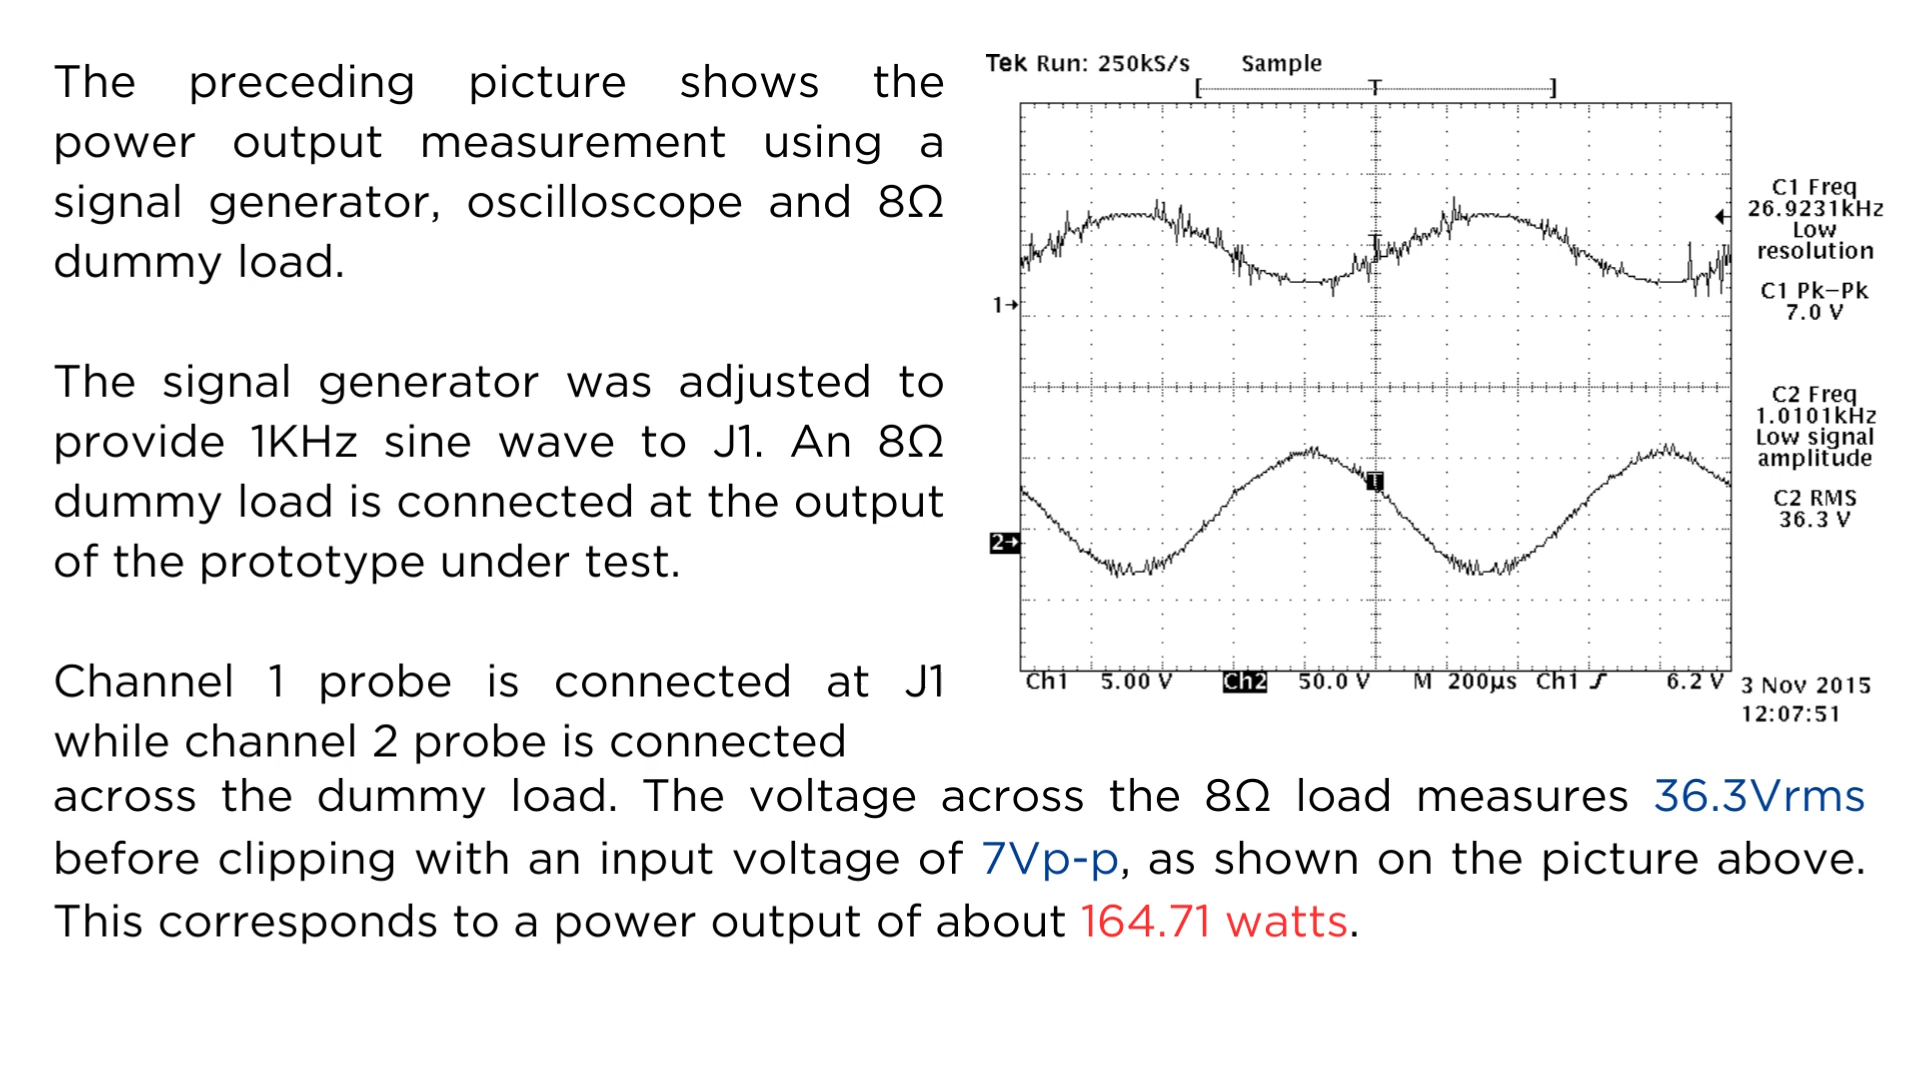 The preceding picture shows the
power output measurement using a
signal generator, oscilloscope and 8Ω
dummy load.
The signal generator was adjusted to
provide 1KHz sine wave to J1. An 8Ω
dummy load is connected at the output
of the prototype under test.
Channel 1 probe is connected at J1
while channel 2 probe is connected
across the dummy load. The voltage across the 8Ω load measures 36.3Vrms
before clipping with an input voltage of 7Vp-p, as shown on the picture above.
This corresponds to a power output of about 164.71 watts.
Tek Run: 250kS/s Sample
[ T ]
C1 Freq
26.9231kHz
Low
resolution
C1 Pk–Pk
7.0 V
1→
C2 Freq
1.0101kHz
Low signal
amplitude
C2 RMS
36.3 V
T
2→
Ch1 5.00 V Ch2 50.0 V M 200µs Ch1 ƒ 6.2 V
3 Nov 2015
12:07:51